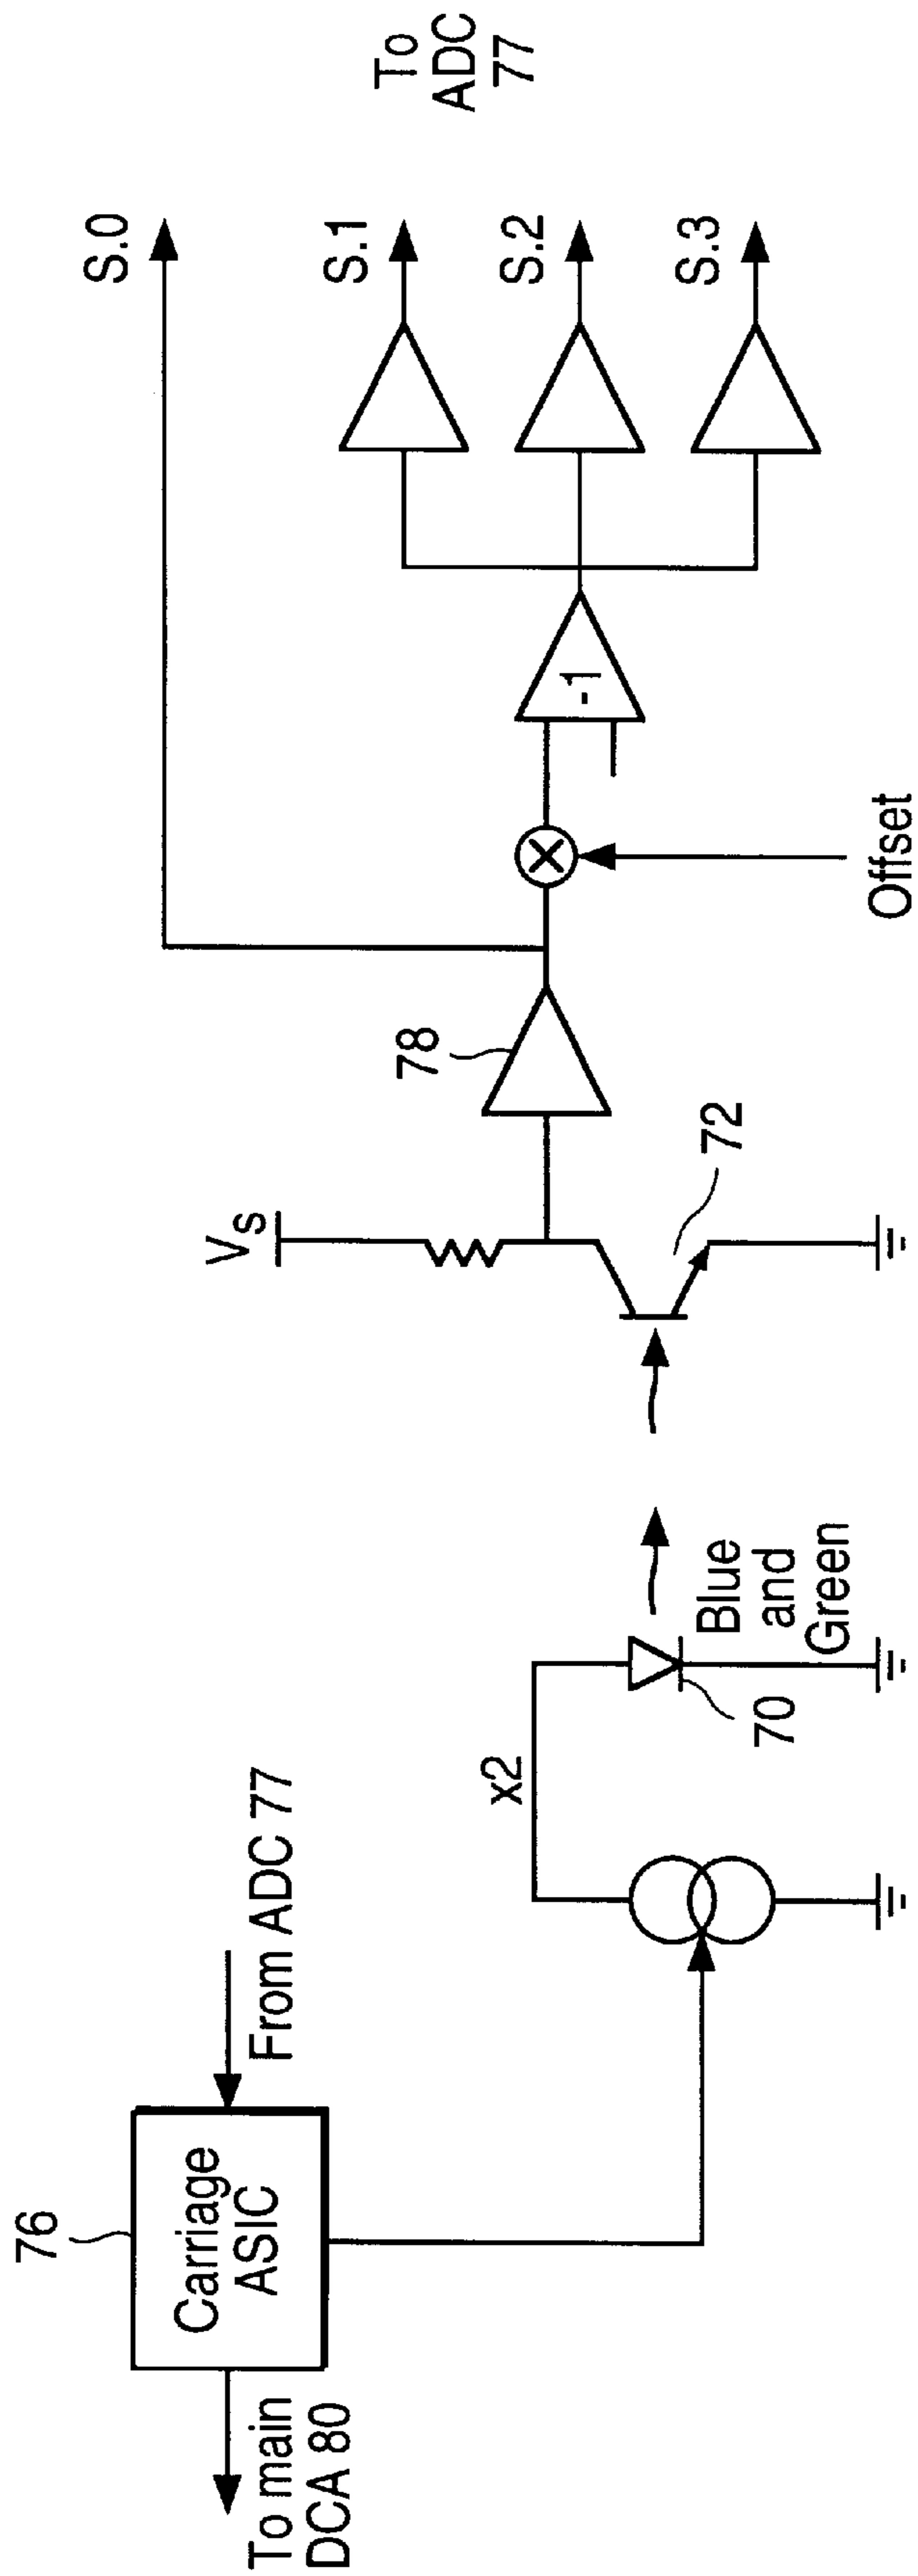 76
Carriage
ASIC
To main
DCA 80
From ADC 77
x2
70
Blue
and
Green
Vs
72
78
Offset
-1
S.0
S.1
S.2
S.3
To
ADC
77